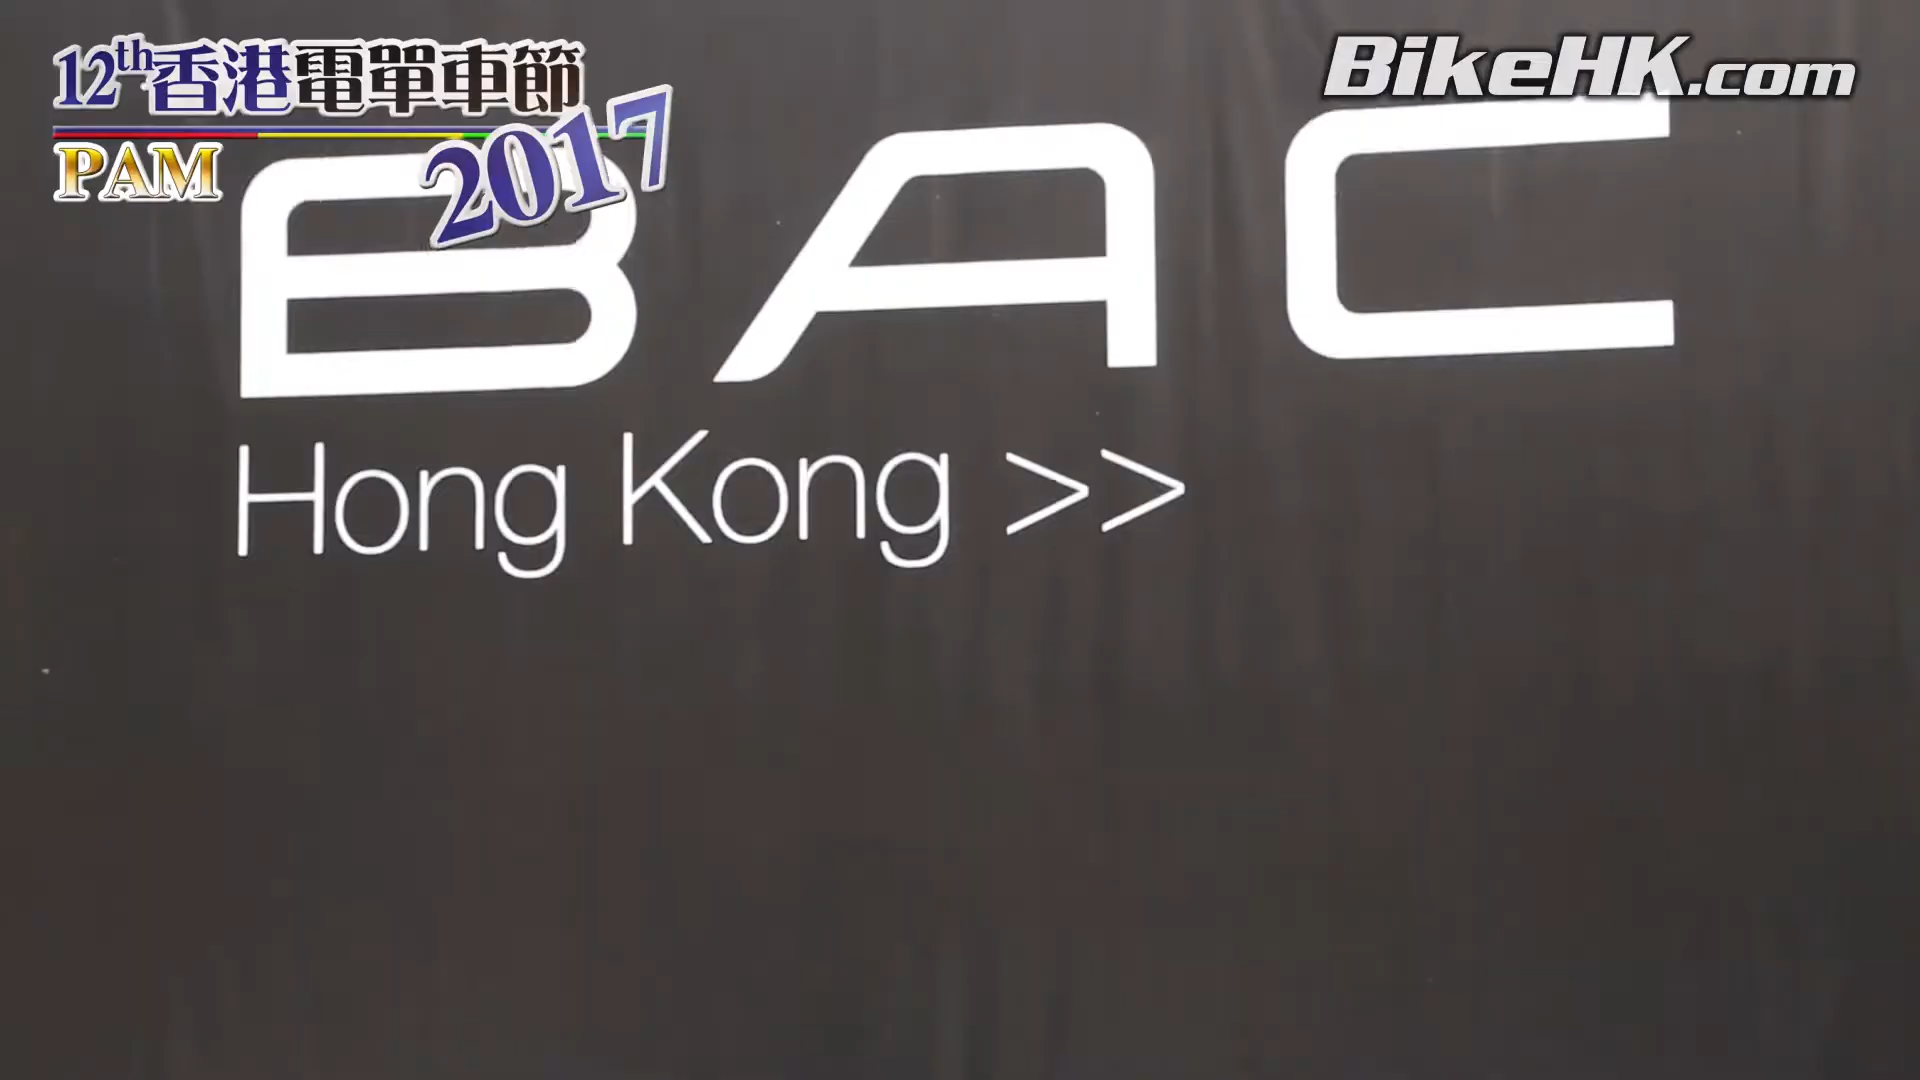 12th香港電單車節
2017
PAM
BikeHK.com
BAC
Hong Kong >>